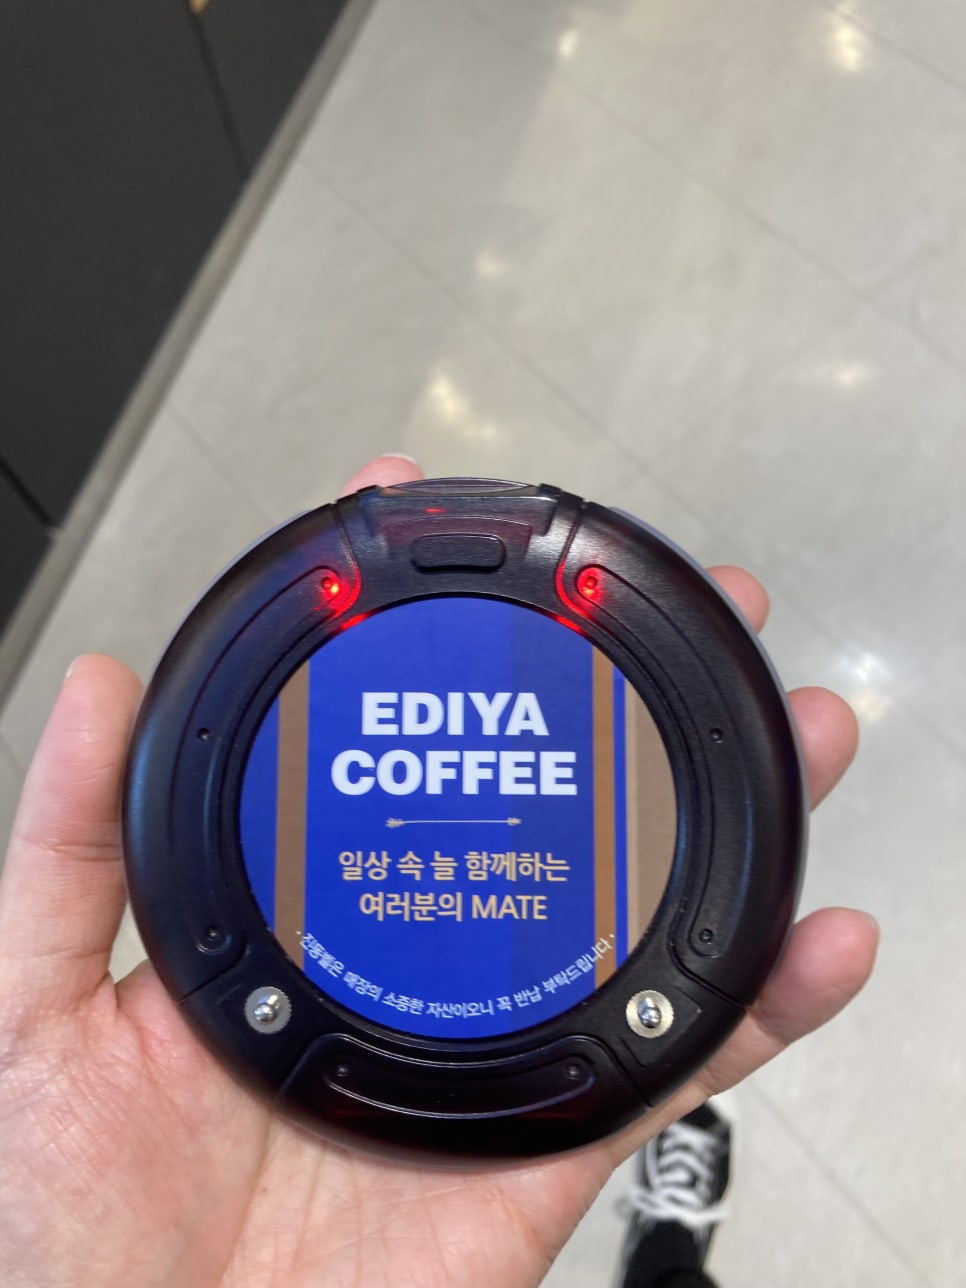 EDIYA
COFFEE
일상 속 늘 함께하는
여러분의 MATE
· 진동벨은 매장의 소중한 자산이오니 꼭 반납 부탁드립니다 ·